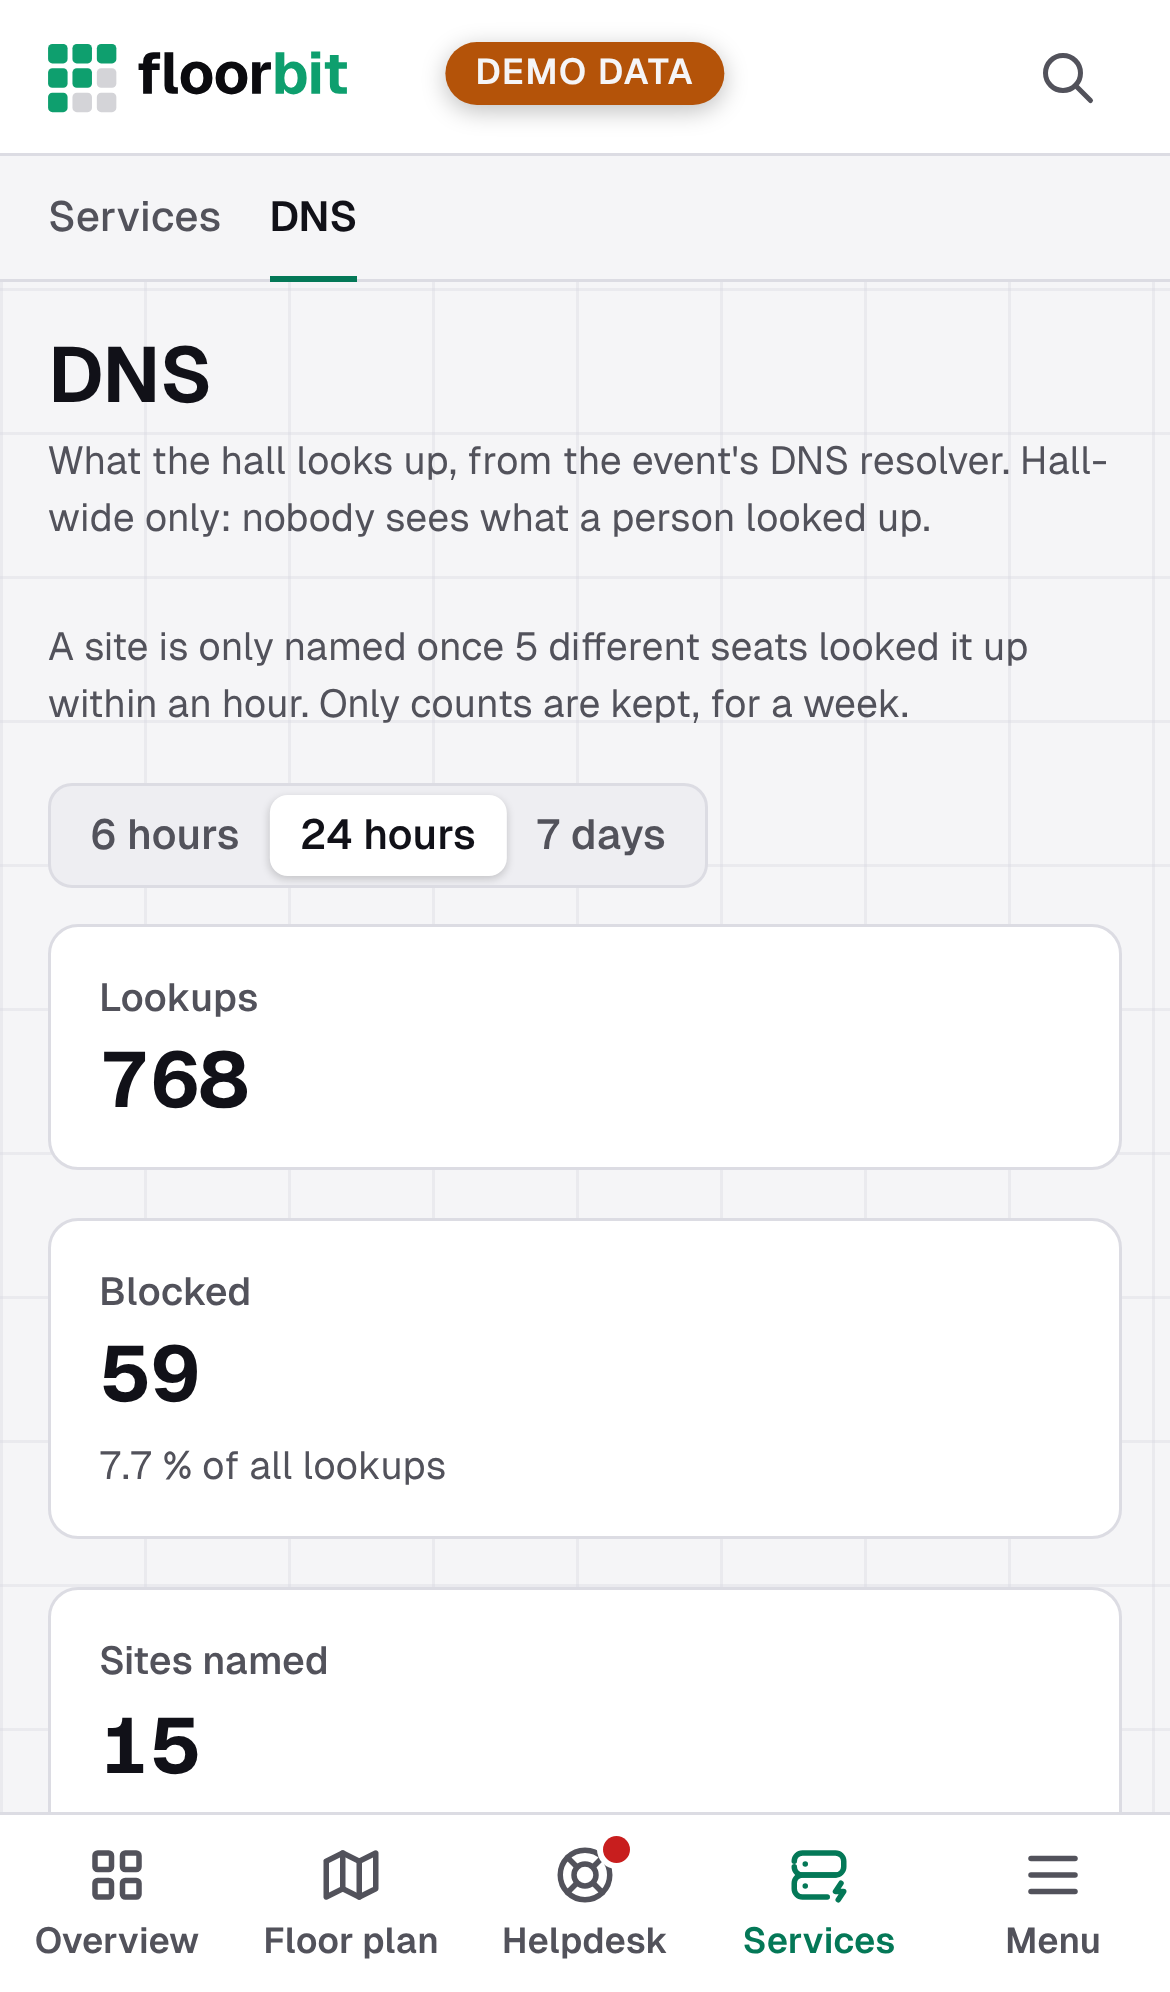 floorbit
DEMO DATA
Services
DNS
DNS
What the hall looks up, from the event's DNS resolver. Hall-
wide only: nobody sees what a person looked up.
A site is only named once 5 different seats looked it up
within an hour. Only counts are kept, for a week.
6 hours
24 hours
7 days
Lookups
768
Blocked
59
7.7 % of all lookups
Sites named
15
Overview
Floor plan
Helpdesk
Services
Menu